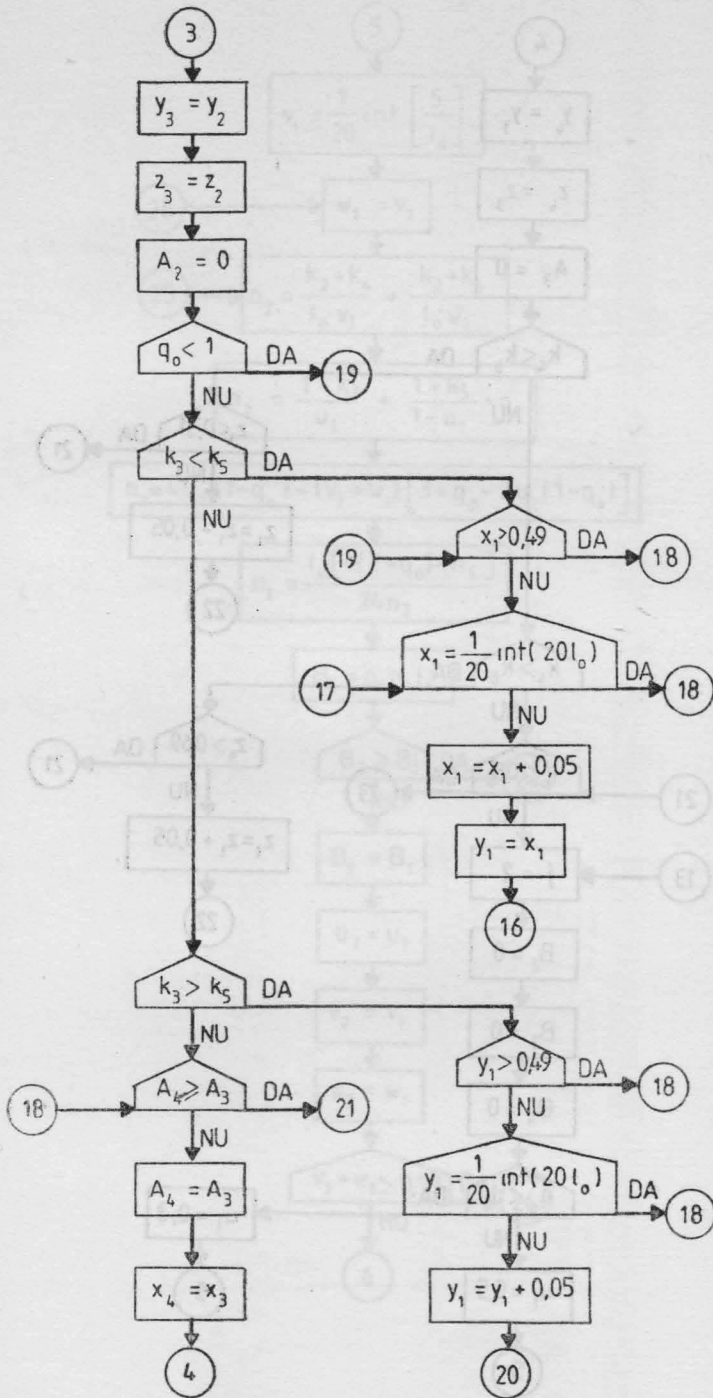 3
y₃ = y₂
z₃ = z₂
A₂ = 0
q₀ < 1
DA
19
NU
k₃ < k₅
DA
NU
x₁ > 0,49
DA
18
19
NU
x₁ = 1/20 int( 20 l₀ )
DA
18
17
NU
x₁ = x₁ + 0,05
y₁ = x₁
16
k₃ > k₅
DA
NU
y₁ > 0,49
DA
18
18
A₄ ⩾ A₃
DA
21
NU
NU
y₁ = 1/20 int( 20 l₀ )
DA
18
A₄ = A₃
NU
x₄ = x₃
y₁ = y₁ + 0,05
4
20